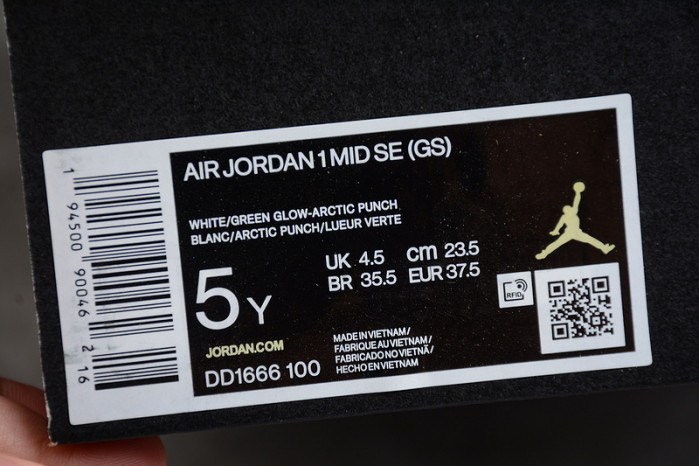 AIR JORDAN 1 MID SE (GS)
WHITE/GREEN GLOW-ARCTIC PUNCH
BLANC/ARCTIC PUNCH/LUEUR VERTE
5Y
UK 4.5 cm 23.5
BR 35.5 EUR 37.5
RFID
JORDAN.COM
DD1666 100
MADE IN VIETNAM/
FABRIQUE AU VIETNAM/
FABRICADO NO VIETNÃ/
HECHO EN VIETNAM
1 94500 90046 2 16